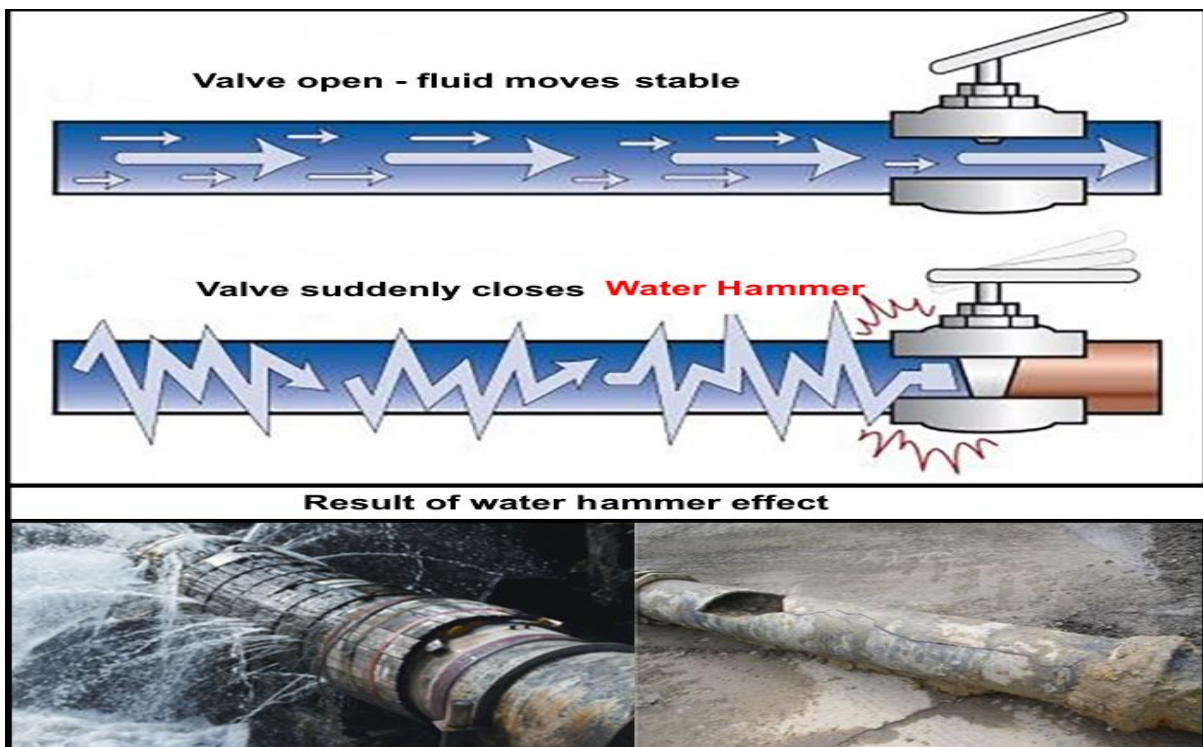 Valve open - fluid moves stable
Valve suddenly closes Water Hammer
Result of water hammer effect